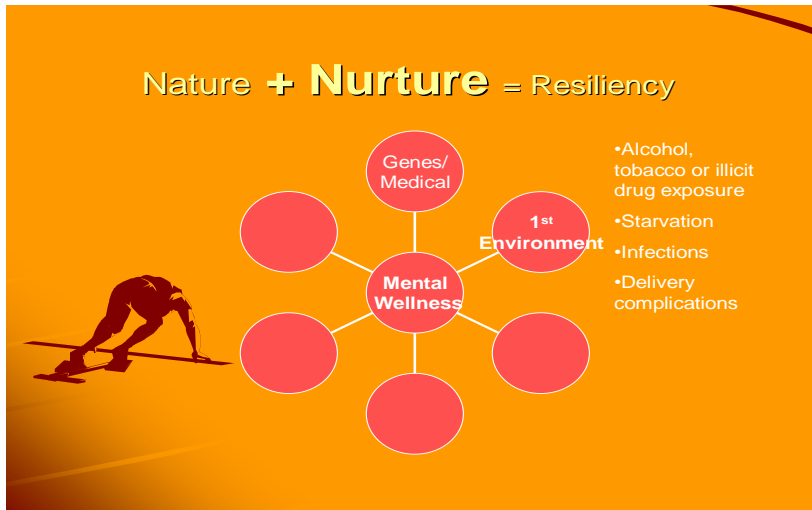 Nature + Nurture = Resiliency
Genes/
Medical
1st
Environment
Mental
Wellness
•Alcohol,
tobacco or illicit
drug exposure
•Starvation
•Infections
•Delivery
complications